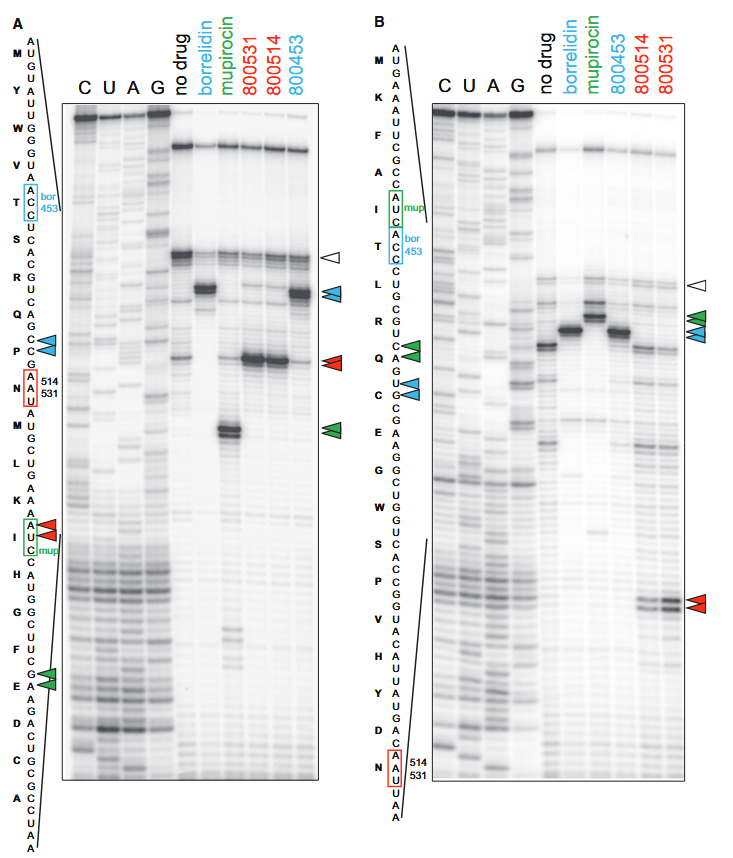 A
M Y W V T S R Q P N M L K I H G F E D C A
A U G U A U U G G G U A A C C U C A C G U C A G C C G A A U A U G C U G A A A A U C C A U G G C U U C G A A G A C U G C G C C U A A
bor
453
514
531
mup
C U A G
no drug
borrelidin
mupirocin
800531
800514
800453
B
M K F A I T L R Q C E G W S P V H Y D N
A U G A A A U U C G C C A U C A C C C U G C G U C A G U G C G A A G G C U G G U C A C C G G U A C A U U A U G A C A A U U A A
mup
bor
453
514
531
C U A G
no drug
borrelidin
mupirocin
800453
800514
800531